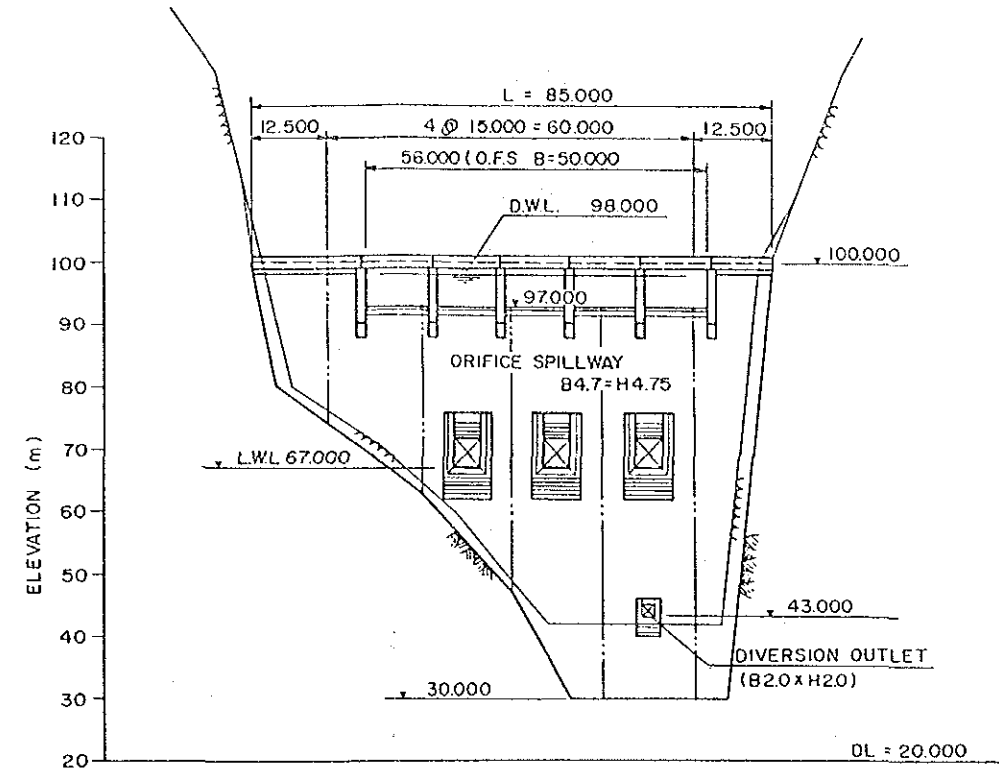 L = 85.000
12.500
4 @ 15.000 = 60.000
12.500
56.000 ( O.F.S B=50.000
D.W.L. 98.000
100.000
97.000
ORIFICE SPILLWAY
B4.7=H4.75
L.W.L 67.000
43.000
DIVERSION OUTLET
(B2.0 X H2.0)
30.000
DL = 20.000
ELEVATION (m)
120
110
100
90
80
70
60
50
40
30
20